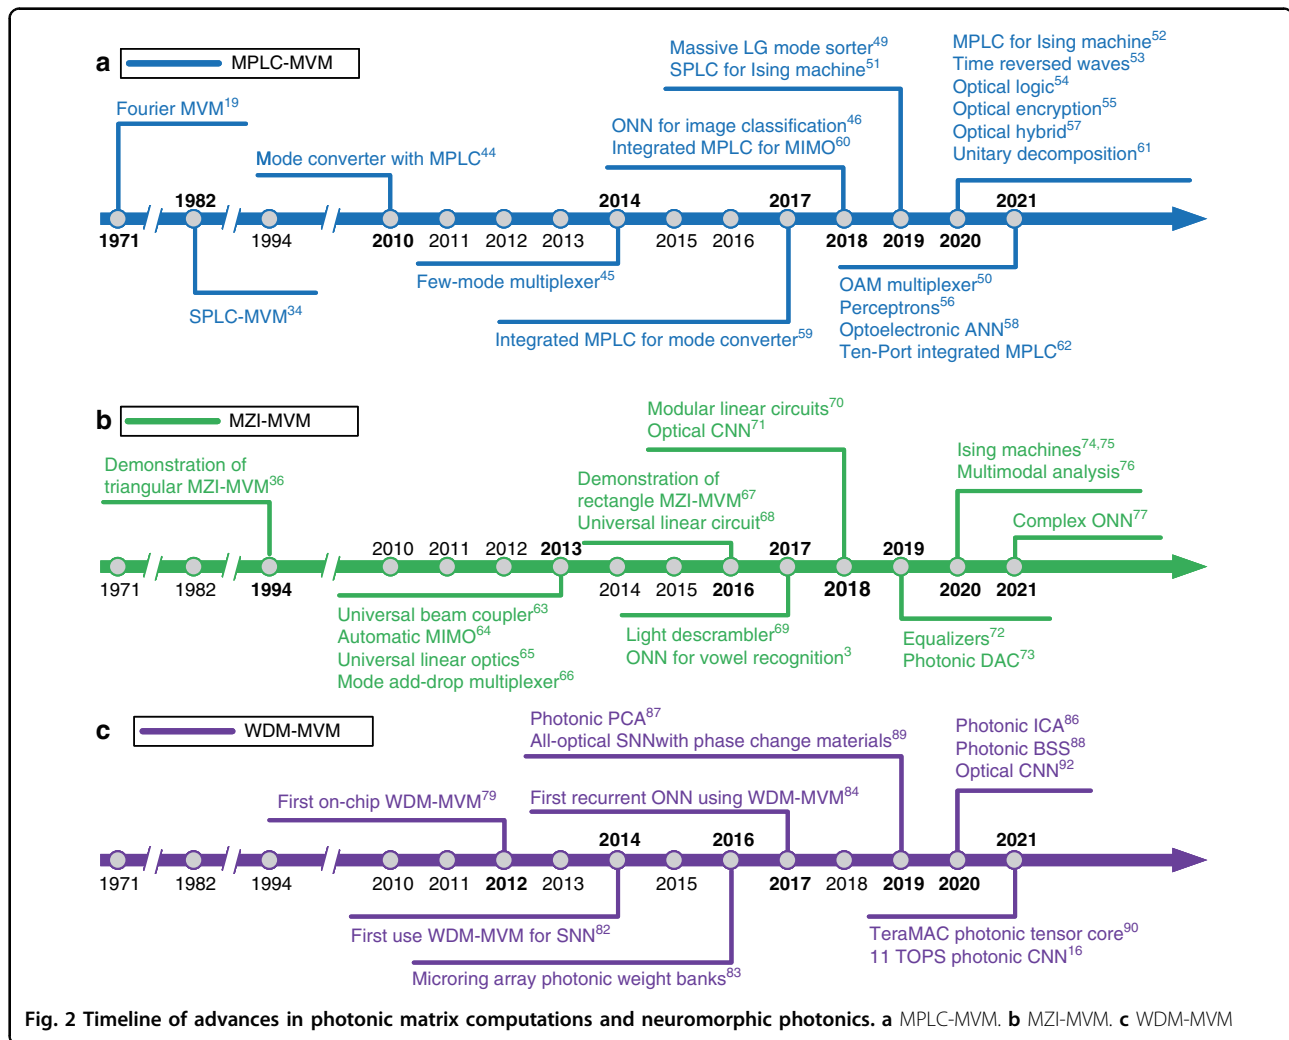 a MPLC-MVM
Fourier MVM19
Mode converter with MPLC44
Massive LG mode sorter49
SPLC for Ising machine51
ONN for image classification46
Integrated MPLC for MIMO60
MPLC for Ising machine52
Time reversed waves53
Optical logic54
Optical encryption55
Optical hybrid57
Unitary decomposition61
1982 2014 2017 2021
1971 1994 2010 2011 2012 2013 2015 2016 2018 2019 2020
SPLC-MVM34
Few-mode multiplexer45
Integrated MPLC for mode converter59
OAM multiplexer50
Perceptrons56
Optoelectronic ANN58
Ten-Port integrated MPLC62
b MZI-MVM
Demonstration of
triangular MZI-MVM36
Modular linear circuits70
Optical CNN71
Demonstration of
rectangle MZI-MVM67
Universal linear circuit68
Ising machines74,75
Multimodal analysis76
Complex ONN77
2010 2011 2012 2013 2017 2019
1971 1982 1994 2014 2015 2016 2018 2020 2021
Universal beam coupler63
Automatic MIMO64
Universal linear optics65
Mode add-drop multiplexer66
Light descrambler69
ONN for vowel recognition3
Equalizers72
Photonic DAC73
c WDM-MVM
First on-chip WDM-MVM79
Photonic PCA87
All-optical SNNwith phase change materials89
First recurrent ONN using WDM-MVM84
Photonic ICA86
Photonic BSS88
Optical CNN92
2014 2016 2021
1971 1982 1994 2010 2011 2012 2013 2015 2017 2018 2019 2020
First use WDM-MVM for SNN82
Microring array photonic weight banks83
TeraMAC photonic tensor core90
11 TOPS photonic CNN16
Fig. 2 Timeline of advances in photonic matrix computations and neuromorphic photonics. a MPLC-MVM. b MZI-MVM. c WDM-MVM